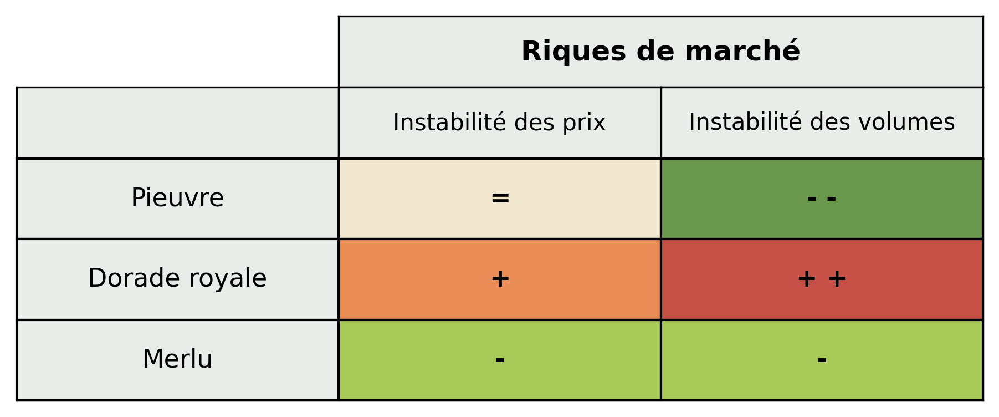 Riques de marché
Instabilité des prix Instabilité des volumes
Pieuvre = - -
Dorade royale + + +
Merlu - -